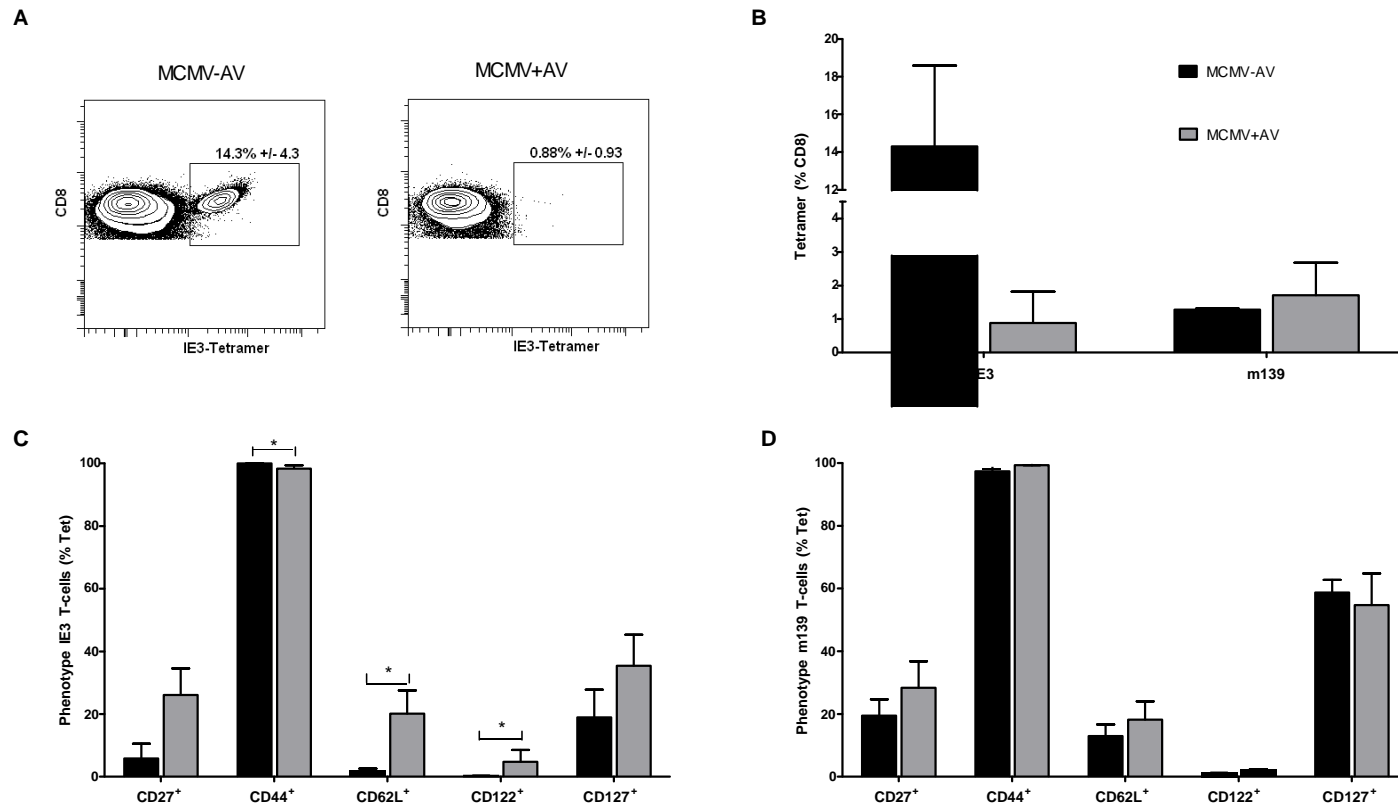 A
MCMV-AV
MCMV+AV
14.3% +/- 4.3
0.88% +/- 0.93
CD8
CD8
IE3-Tetramer
IE3-Tetramer
B
20
18
16
14
12
4
3
2
1
0
Tetramer (% CD8)
MCMV-AV
MCMV+AV
E3
m139
C
*
*
*
100
80
60
40
20
0
Phenotype IE3 T-cells (% Tet)
CD27+
CD44+
CD62L+
CD122+
CD127+
D
100
80
60
40
20
0
Phenotype m139 T-cells (% Tet)
CD27+
CD44+
CD62L+
CD122+
CD127+